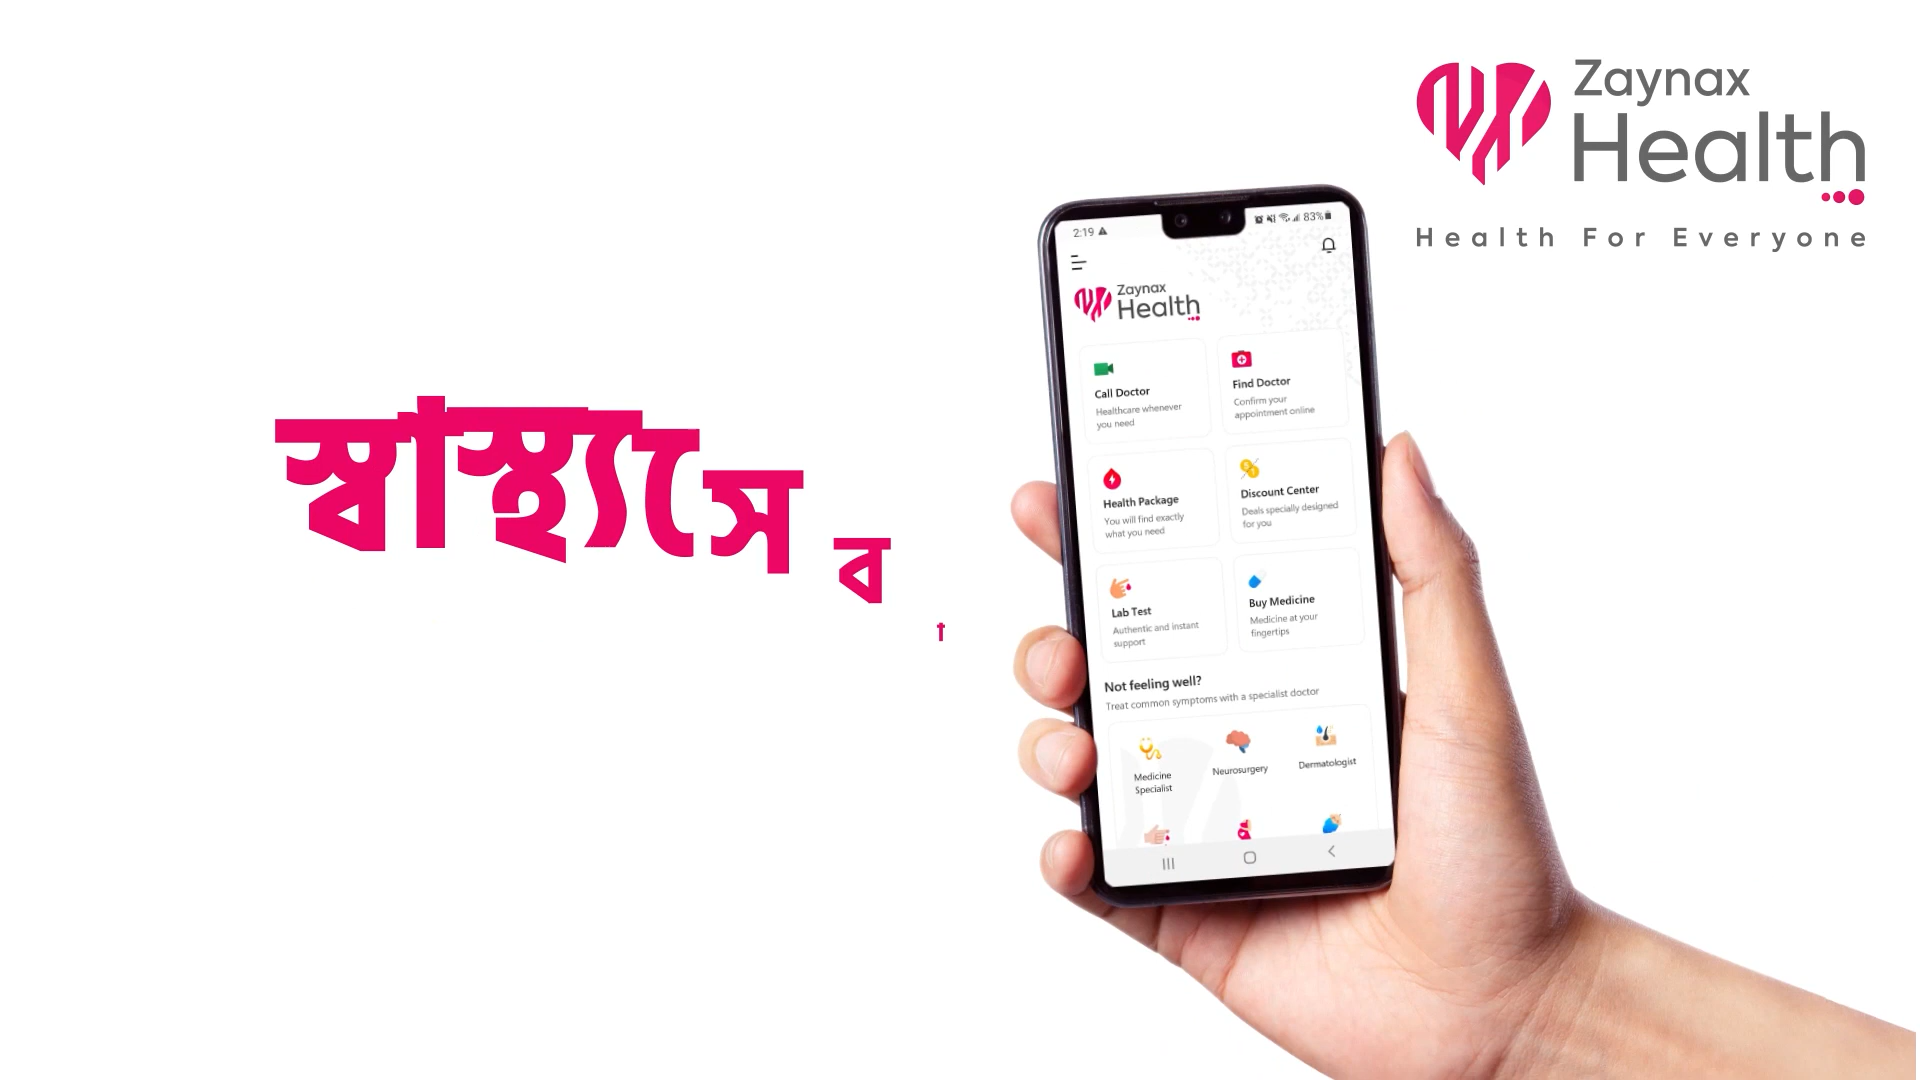 Zaynax
Health
Health For Everyone
স্বাস্থ্যসেবা
2:19
83%
Zaynax
Health
Call Doctor
Healthcare whenever
you need
Find Doctor
Confirm your
appointment online
Health Package
You will find exactly
what you need
Discount Center
Deals specially designed
for you
Lab Test
Authentic and instant
support
Buy Medicine
Medicine at your
fingertips
Not feeling well?
Treat common symptoms with a specialist doctor
Medicine
Specialist
Neurosurgery
Dermatologist